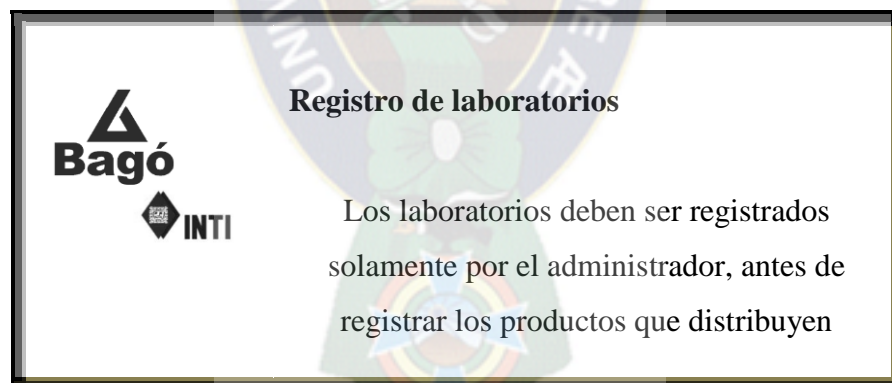 Registro de laboratorios
Bagó
INTI
Los laboratorios deben ser registrados
solamente por el administrador, antes de
registrar los productos que distribuyen